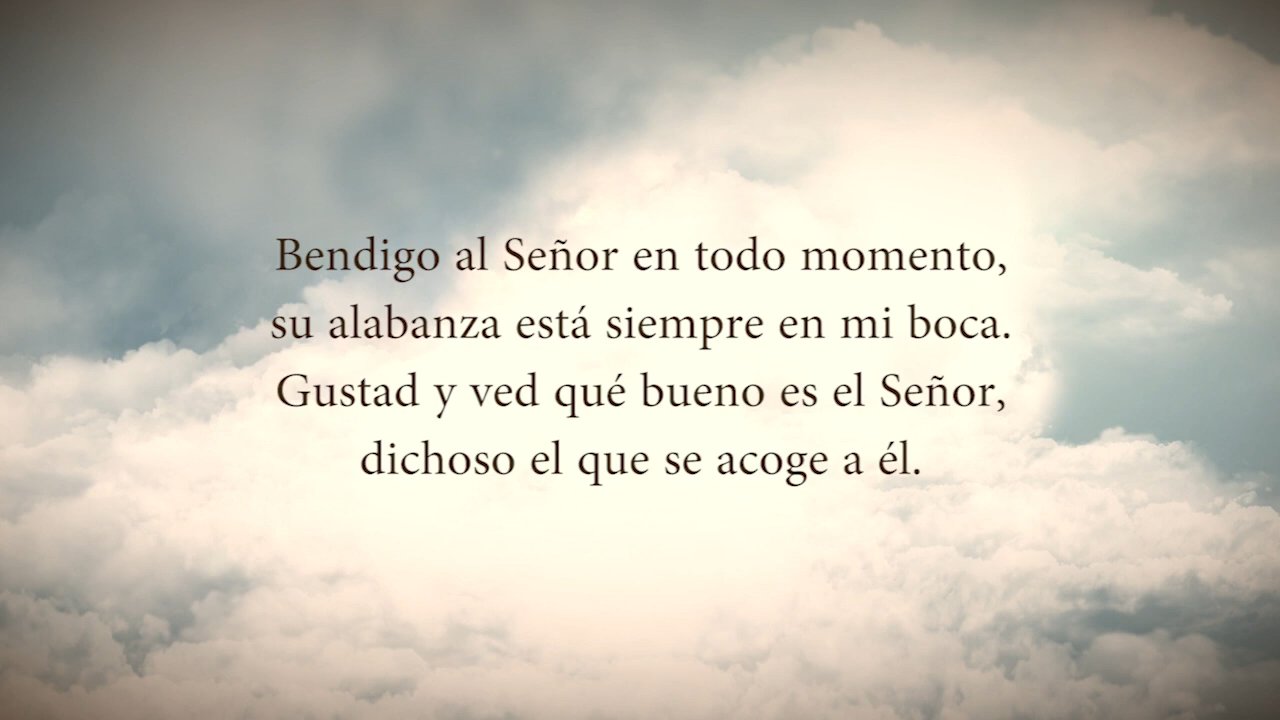 Bendigo al Señor en todo momento,
su alabanza está siempre en mi boca.
Gustad y ved qué bueno es el Señor,
dichoso el que se acoge a él.